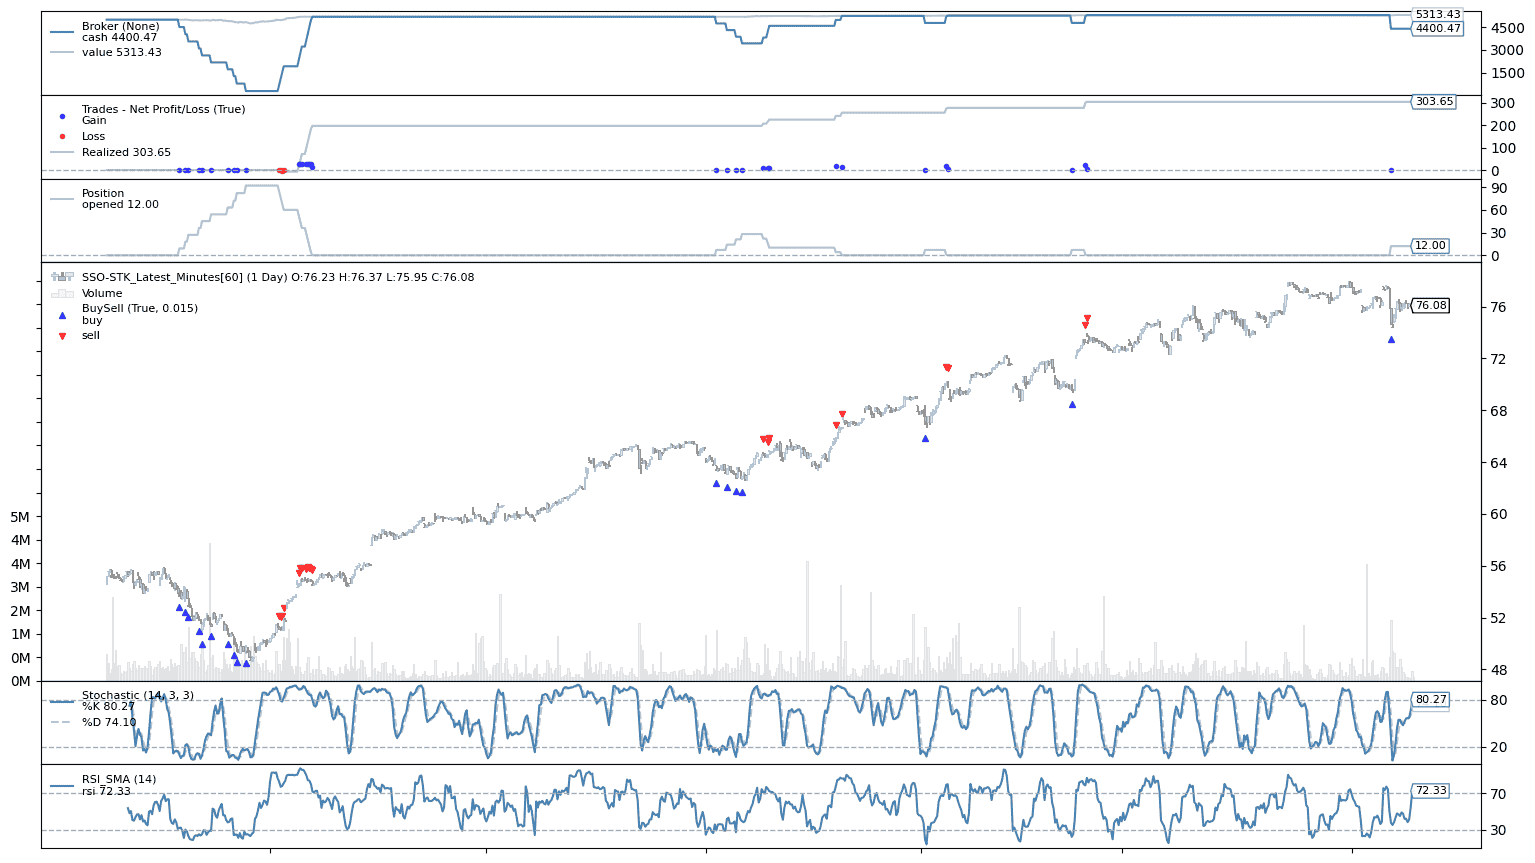 Broker (None)
cash 4400.47
value 5313.43
5313.43
4400.47
4500
3000
1500
Trades - Net Profit/Loss (True)
Gain
Loss
Realized 303.65
303.65
300
200
100
0
Position
opened 12.00
12.00
90
60
30
0
SSO-STK_Latest_Minutes[60] (1 Day) O:76.23 H:76.37 L:75.95 C:76.08
Volume
BuySell (True, 0.015)
buy
sell
76.08
76
72
68
64
60
56
52
48
5M
4M
4M
3M
2M
1M
0M
0M
Stochastic (14, 3, 3)
%K 80.27
%D 74.10
80.27
80
20
RSI_SMA (14)
rsi 72.33
72.33
70
30